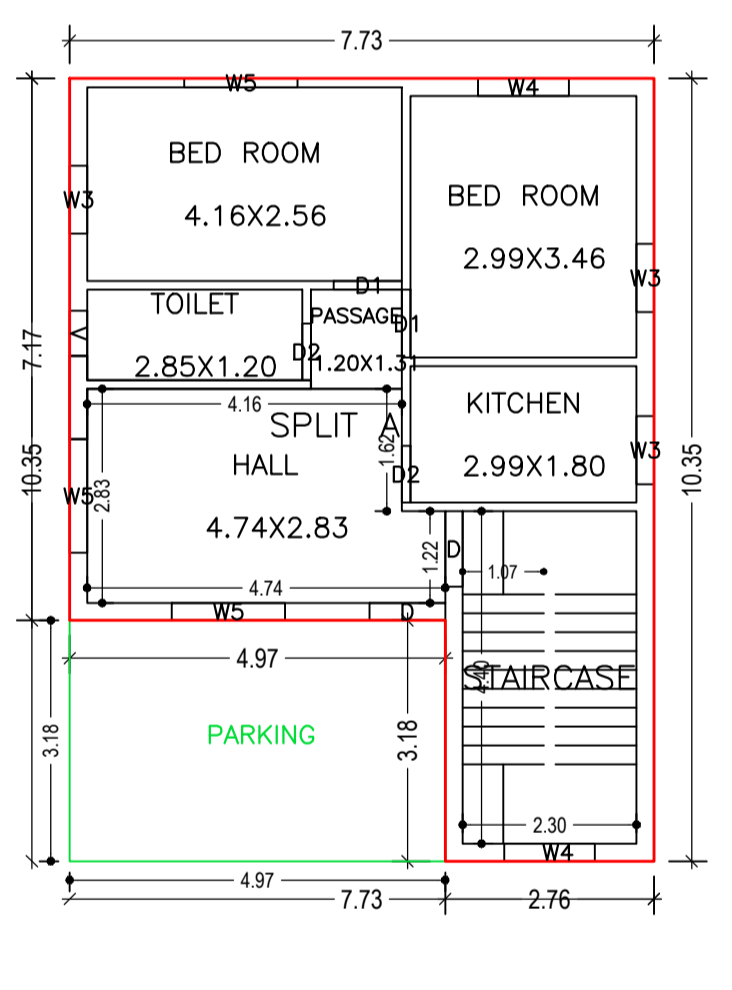 7.73
W5
W4
BED ROOM
4.16X2.56
BED ROOM
2.99X3.46
W3
W3
D1
TOILET
PASSAGE
D1
V
D2
2.85X1.20
1.20X1.31
7.17
4.16
SPLIT A
KITCHEN
1.62
HALL
W3
2.99X1.80
D2
10.35
10.35
W5
2.83
4.74X2.83
1.22
D
1.07
4.74
W5
D
4.97
STAIRCASE
4.40
PARKING
3.18
3.18
2.30
W4
4.97
7.73
2.76